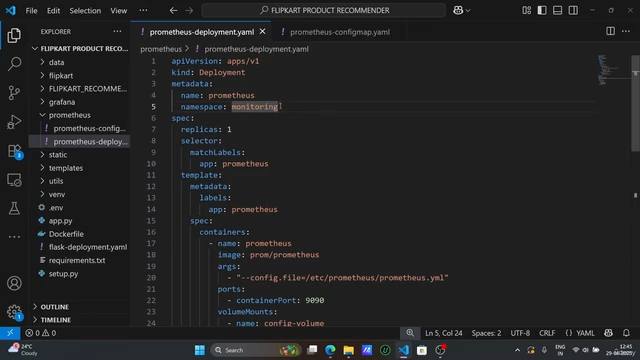 FLIPKART PRODUCT RECOMMENDER
EXPLORER
FLIPKART PRODUCT RECOM...
data
flipkart
FLIPKART_RECOMME...
grafana
prometheus
prometheus-config...
prometheus-deploy...
static
templates
utils
venv
.env
app.py
Dockerfile
flask-deployment.yaml
requirements.txt
setup.py
OUTLINE
TIMELINE
prometheus-deployment.yaml
prometheus-configmap.yaml
prometheus > prometheus-deployment.yaml
1 apiVersion: apps/v1
2 kind: Deployment
3 metadata:
4 name: prometheus
5 namespace: monitoring
6 spec:
7 replicas: 1
8 selector:
9 matchLabels:
10 app: prometheus
11 template:
12 metadata:
13 labels:
14 app: prometheus
15 spec:
16 containers:
17 - name: prometheus
18 image: prom/prometheus
19 args:
20 - "--config.file=/etc/prometheus/prometheus.yml"
21 ports:
22 - containerPort: 9090
23 volumeMounts:
24 - name: config-volume
0 0
Ln 5, Col 24
Spaces: 2
UTF-8
CRLF
{} YAML
24°C
Cloudy
Search
ENG
IN
12:45
29-06-2025